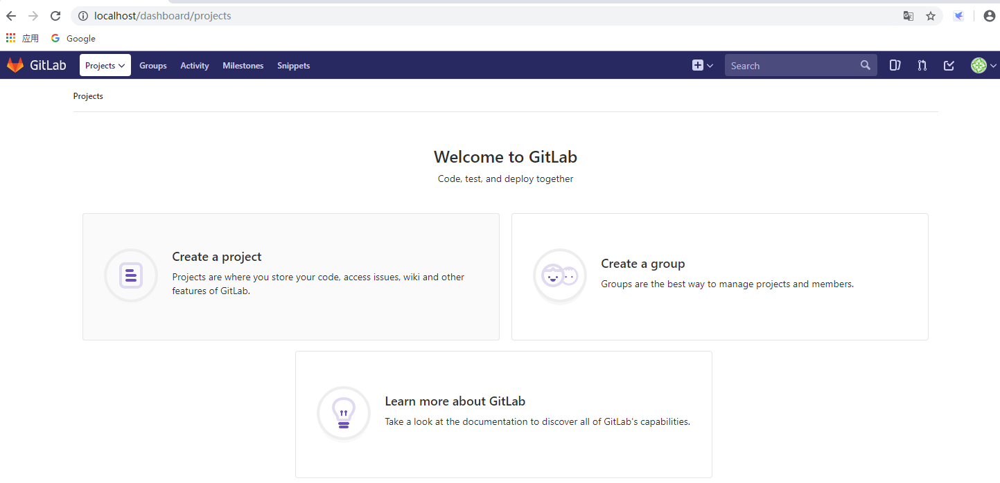 localhost/dashboard/projects
应用 Google
GitLab Projects Groups Activity Milestones Snippets Search
Projects
Welcome to GitLab
Code, test, and deploy together
Create a project
Projects are where you store your code, access issues, wiki and other
features of GitLab.
Create a group
Groups are the best way to manage projects and members.
Learn more about GitLab
Take a look at the documentation to discover all of GitLab's capabilities.